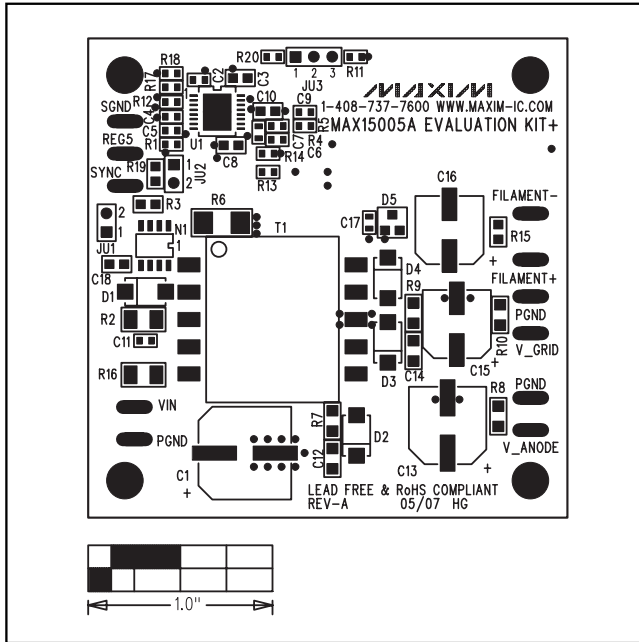 R20 1 2 3 R11
JU3
R18
R17
C2
C3
MAXIM
1-408-737-7600 WWW.MAXIM-IC.COM
MAX15005A EVALUATION KIT+
SGND
R12
1
C4
C5
R1
U1
C10
C9
R5
R4
C7
C6
C8
R14
R13
REG5
SYNC
R19
1
2
JU2
R3
2
1
JU1
N1
1
C18
D1
R2
C11
R16
R6
T1
C17
D5
C16
FILAMENT-
R15
+
FILAMENT+
D4
R9
PGND
R10
V_GRID
D3
C14
C15
+
VIN
PGND
C1
+
R7
C12
D2
C13
+
R8
PGND
V_ANODE
LEAD FREE & RoHS COMPLIANT
REV-A 05/07 HG
1.0"